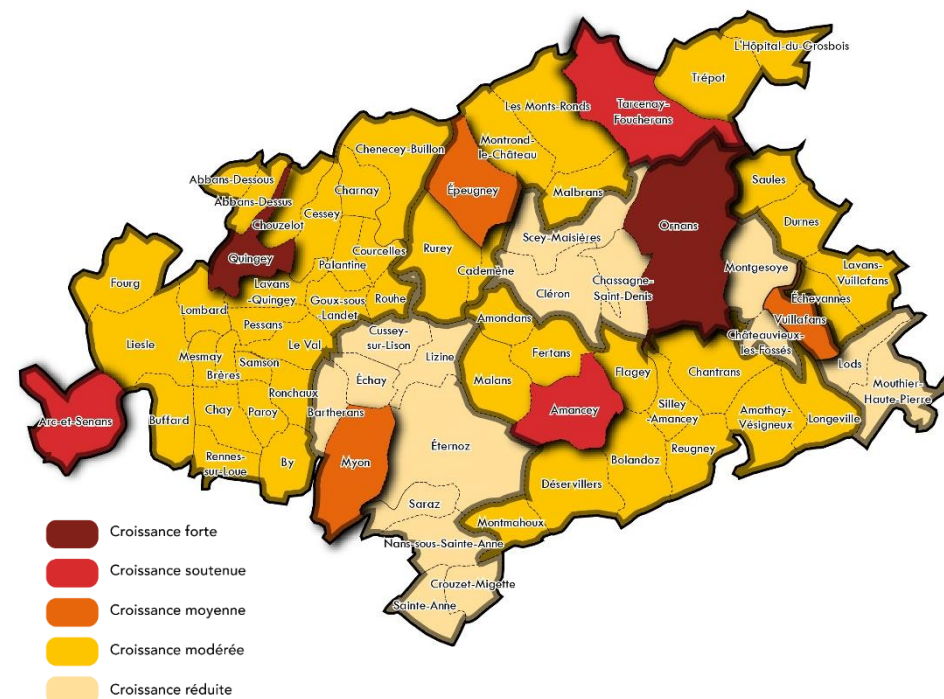 L'Hôpital-du-Grosbois
Trépot
Les Monts-Ronds
Tarcenay-
Foucherans
Montrond-
le-Château
Chenecey-Buillon
Abbans-Dessous
Charnay
Épeugney
Malbrans
Saules
Abbans-Dessus
Cessey
Chouzelot
Durnes
Ornans
Scey-Maisières
Courcelles
Rurey
Quingey
Palantine
Cademène
Montgesoye
Lavans-
Vuillafans
Fourg
Lavans
-Quingey
Chassagne-
Saint-Denis
Cléron
Échevannes
Lombard
Goux-sous
-Landet
Rouhe
Vuillafans
Amondans
Pessans
Cussey-
sur-Lison
Châteauvieux-
les-Fossés
Liesle
Le Val
Mesmay
Lizine
Fertans
Samson
Lods
Brères
Échay
Malans
Flagey
Chantrans
Mouthier-
Haute-Pierre
Ronchaux
Amancey
Chay
Paroy
Bartherans
Silley
-Amancey
Amathay-
Vésigneux
Longeville
Arc-et-Senans
Buffard
Éternoz
Reugney
Rennes-
sur-Loue
By
Myon
Bolandoz
Déservillers
Saraz
Montmahoux
Nans-sous-Sainte-Anne
Crouzet-Migette
Sainte-Anne
Croissance forte
Croissance soutenue
Croissance moyenne
Croissance modérée
Croissance réduite